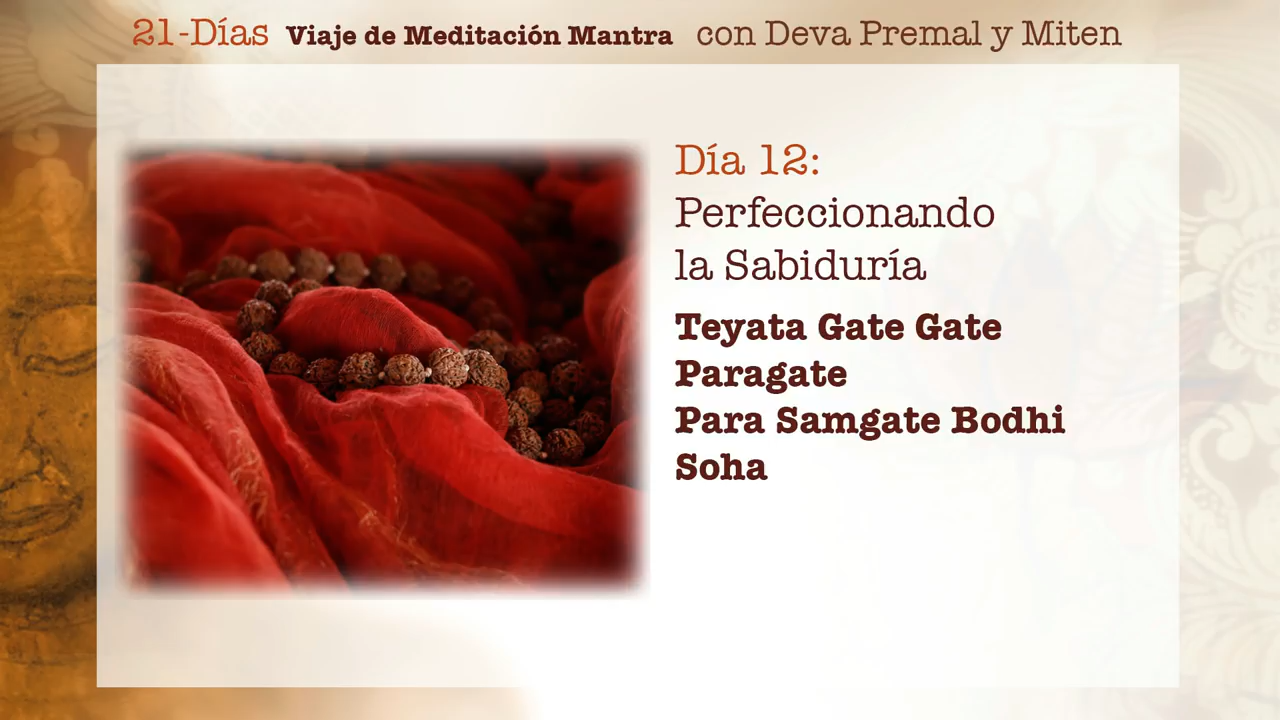 21-Días Viaje de Meditación Mantra con Deva Premal y Miten
Día 12:
Perfeccionando
la Sabiduría
Teyata Gate Gate
Paragate
Para Samgate Bodhi
Soha